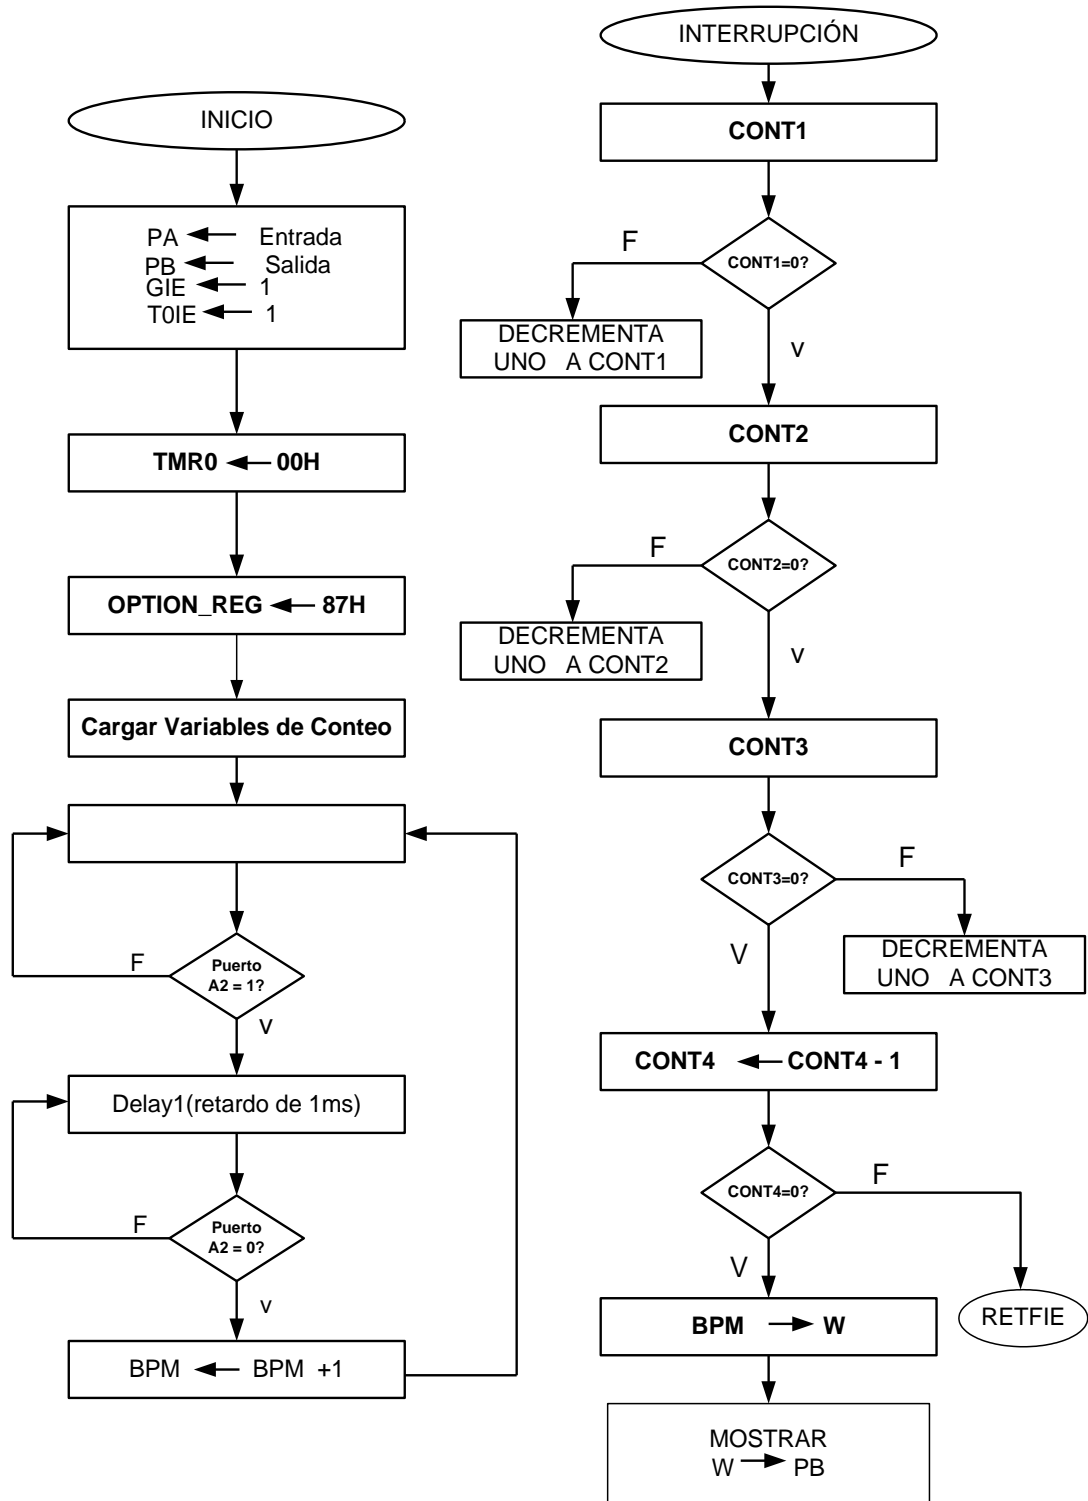 INICIO
PA ← Entrada
PB ← Salida
GIE ← 1
T0IE ← 1
TMR0 ← 00H
OPTION_REG ← 87H
Cargar Variables de Conteo
F
Puerto
A2 = 1?
v
Delay1(retardo de 1ms)
F
Puerto
A2 = 0?
v
BPM ← BPM +1
INTERRUPCIÓN
CONT1
F
CONT1=0?
DECREMENTA
UNO A CONT1
v
CONT2
F
CONT2=0?
DECREMENTA
UNO A CONT2
v
CONT3
F
CONT3=0?
V
DECREMENTA
UNO A CONT3
CONT4 ← CONT4 - 1
F
CONT4=0?
V
BPM → W
RETFIE
MOSTRAR
W → PB